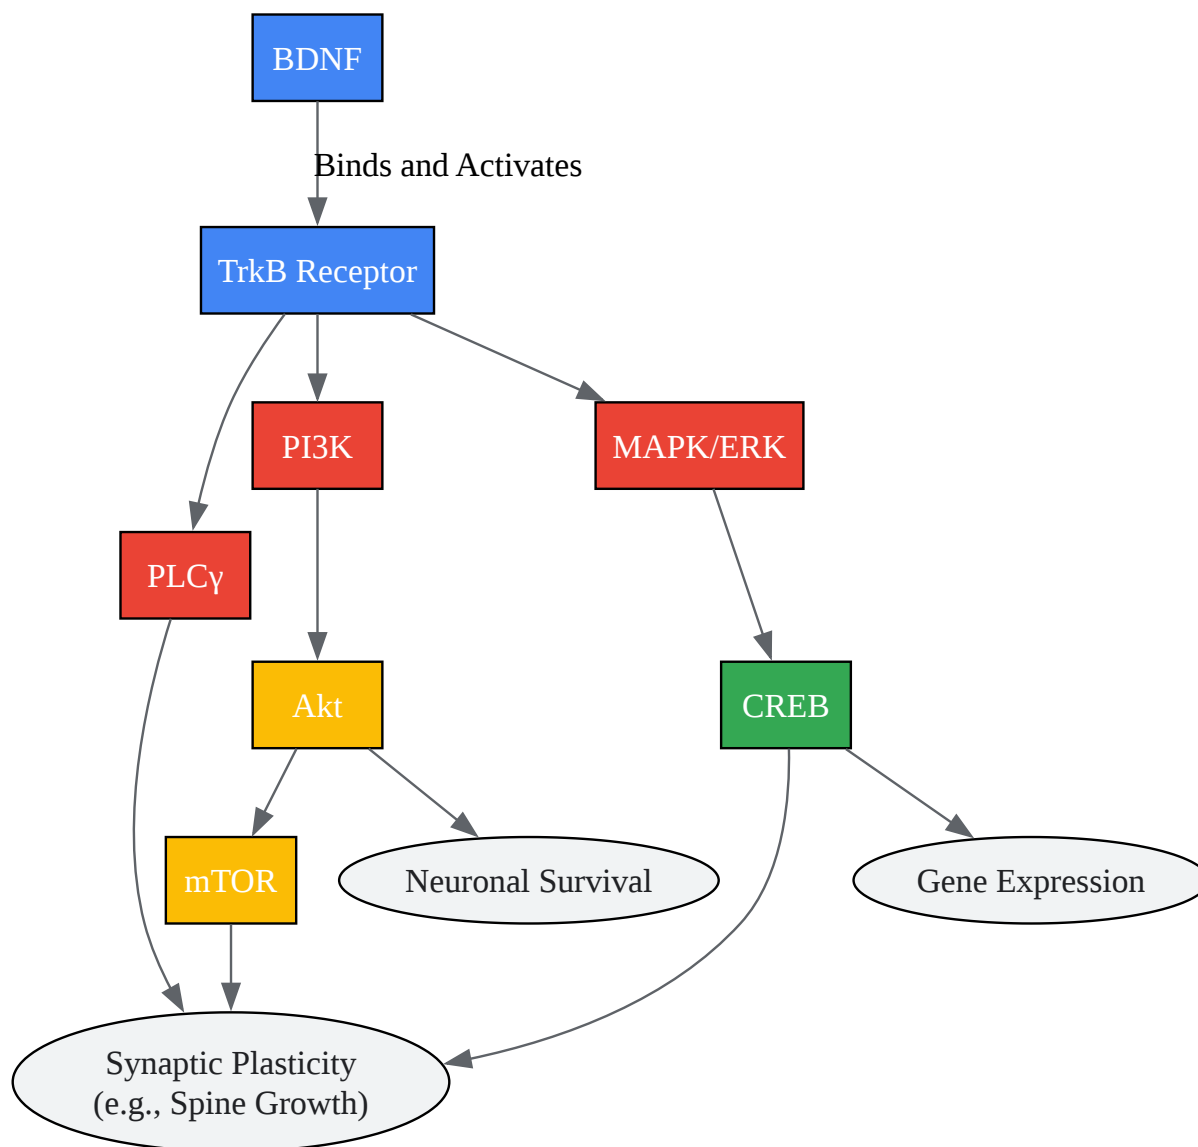 BDNF
Binds and Activates
TrkB Receptor
PI3K
MAPK/ERK
PLCγ
Akt
CREB
mTOR
Neuronal Survival
Gene Expression
Synaptic Plasticity
(e.g., Spine Growth)